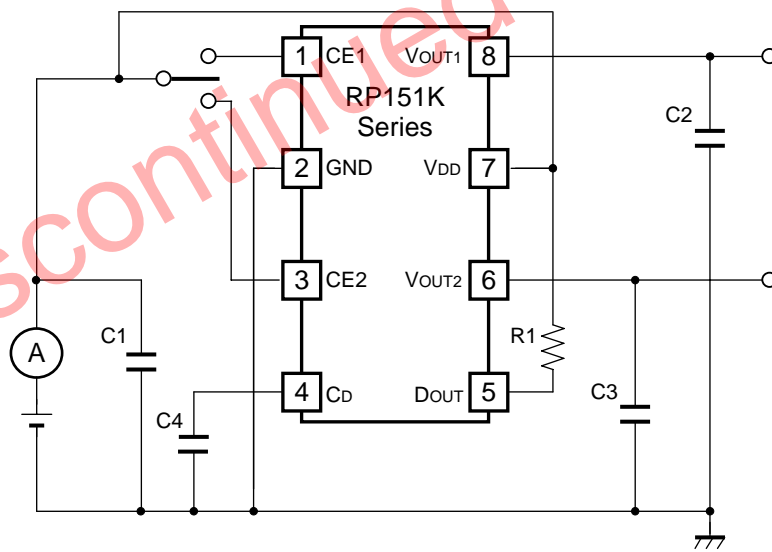 1 CE1 VOUT1 8
RP151K
Series
C2
2 GND VDD 7
3 CE2 VOUT2 6
C1
R1
A
4 CD DOUT 5
C3
C4
scontinued